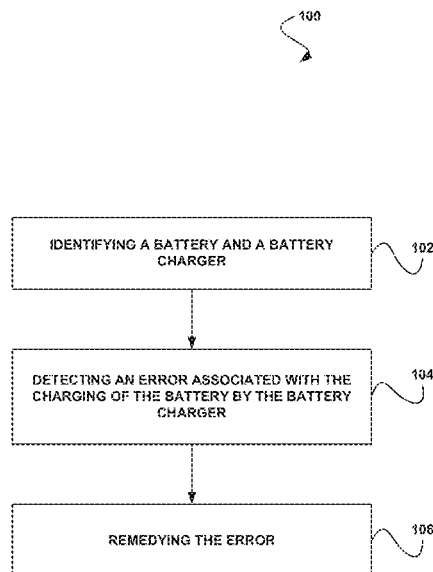 100
IDENTIFYING A BATTERY AND A BATTERY
CHARGER
102
DETECTING AN ERROR ASSOCIATED WITH THE
CHARGING OF THE BATTERY BY THE BATTERY
CHARGER
104
REMEDYING THE ERROR
106